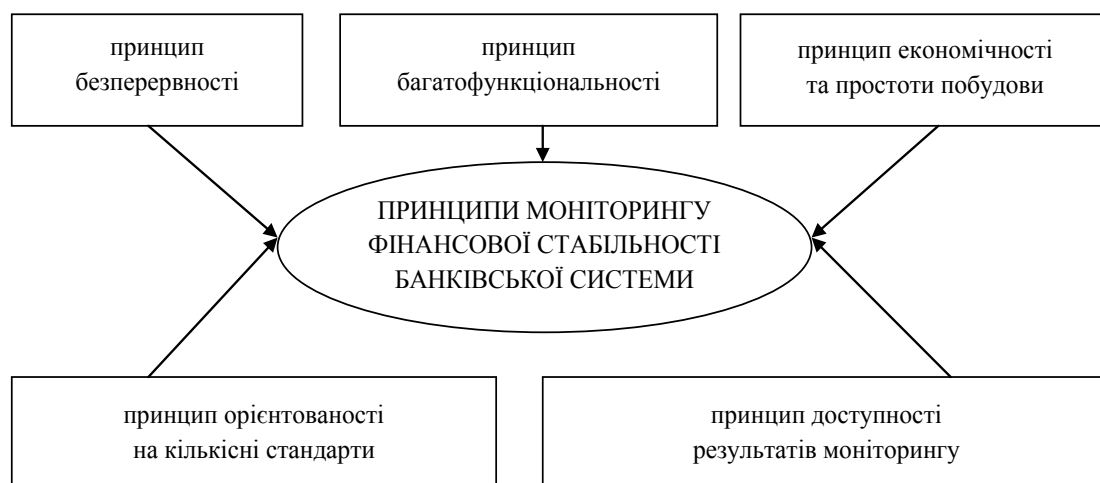 принцип
безперервності
принцип
багатофункціональності
принцип економічності
та простоти побудови
ПРИНЦИПИ МОНІТОРИНГУ
ФІНАНСОВОЇ СТАБІЛЬНОСТІ
БАНКІВСЬКОЇ СИСТЕМИ
принцип орієнтованості
на кількісні стандарти
принцип доступності
результатів моніторингу